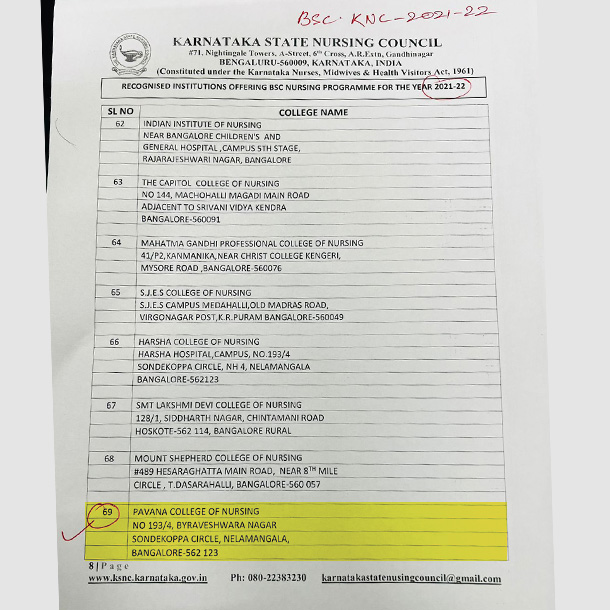 BSC. KNC-2021-22
KARNATAKA STATE NURSING COUNCIL
#71, Nightingale Towers, A-Street, 6th Cross, A.R.Extn, Gandhinagar
BENGALURU-560009, KARNATAKA, INDIA
(Constituted under the Karnataka Nurses, Midwives & Health Visitors Act, 1961)
RECOGNISED INSTITUTIONS OFFERING BSC NURSING PROGRAMME FOR THE YEAR 2021-22
SL NO COLLEGE NAME
62 INDIAN INSTITUTE OF NURSING
NEAR BANGALORE CHILDREN'S AND
GENERAL HOSPITAL ,CAMPUS 5TH STAGE,
RAJARAJESHWARI NAGAR, BANGALORE
63 THE CAPITOL COLLEGE OF NURSING
NO 144, MACHOHALLI MAGADI MAIN ROAD
ADJACENT TO SRIVANI VIDYA KENDRA
BANGALORE-560091
64 MAHATMA GANDHI PROFESSIONAL COLLEGE OF NURSING
41/P2,KANMANIKA,NEAR CHRIST COLLEGE KENGERI,
MYSORE ROAD ,BANGALORE-560076
65 S.J.E.S COLLEGE OF NURSING
S.J.E.S CAMPUS MEDAHALLI,OLD MADRAS ROAD,
VIRGONAGAR POST,K.R.PURAM BANGALORE-560049
66 HARSHA COLLEGE OF NURSING
HARSHA HOSPITAL,CAMPUS, NO.193/4
SONDEKOPPA CIRCLE, NH 4, NELAMANGALA
BANGALORE-562123
67 SMT LAKSHMI DEVI COLLEGE OF NURSING
128/1, SIDDHARTH NAGAR, CHINTAMANI ROAD
HOSKOTE-562 114, BANGALORE RURAL
68 MOUNT SHEPHERD COLLEGE OF NURSING
#489 HESARAGHATTA MAIN ROAD, NEAR 8TH MILE
CIRCLE , T.DASARAHALLI, BANGALORE-560 057
69 PAVANA COLLEGE OF NURSING
NO 193/4, BYRAVESHWARA NAGAR
SONDEKOPPA CIRCLE, NELAMANGALA,
BANGALORE-562 123
8|Page
www.ksnc.karnataka.gov.in Ph: 080-22383230 karnatakastatenusingcouncil@gmail.com